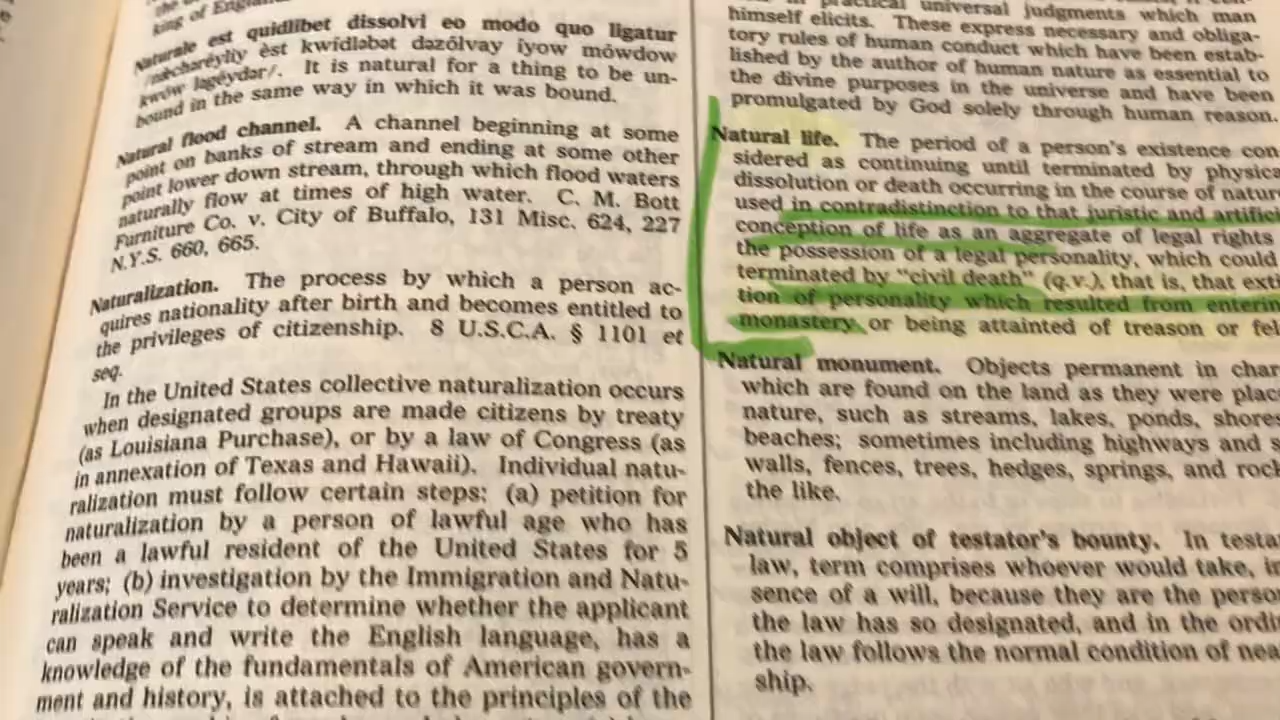 king of Englan
Naturale est quidlibet dissolvi eo modo quo ligatur
/nǽchəréyliy èst kwídləbət dəzólvay íyow mówdow
kwòw ləgéydər/. It is natural for a thing to be un-
bound in the same way in which it was bound.
Natural flood channel. A channel beginning at some
point on banks of stream and ending at some other
point lower down stream, through which flood waters
naturally flow at times of high water. C. M. Bott
Furniture Co. v. City of Buffalo, 131 Misc. 624, 227
N.Y.S. 660, 665.
Naturalization. The process by which a person ac-
quires nationality after birth and becomes entitled to
the privileges of citizenship. 8 U.S.C.A. § 1101 et
seq.
In the United States collective naturalization occurs
when designated groups are made citizens by treaty
(as Louisiana Purchase), or by a law of Congress (as
in annexation of Texas and Hawaii). Individual natu-
ralization must follow certain steps: (a) petition for
naturalization by a person of lawful age who has
been a lawful resident of the United States for 5
years; (b) investigation by the Immigration and Natu-
ralization Service to determine whether the applicant
can speak and write the English language, has a
knowledge of the fundamentals of American govern-
ment and history, is attached to the principles of the
practical universal judgments which man
himself elicits. These express necessary and obliga-
tory rules of human conduct which have been estab-
lished by the author of human nature as essential to
the divine purposes in the universe and have been
promulgated by God solely through human reason.
Natural life. The period of a person's existence con
sidered as continuing until terminated by physica
dissolution or death occurring in the course of natur
used in contradistinction to that juristic and artific
conception of life as an aggregate of legal rights
the possession of a legal personality, which could
terminated by "civil death" (q.v.), that is, that exti
tion of personality which resulted from enterin
monastery or being attainted of treason or fel
Natural monument. Objects permanent in char
which are found on the land as they were plac
nature, such as streams, lakes, ponds, shores
beaches; sometimes including highways and s
walls, fences, trees, hedges, springs, and rock
the like.
Natural object of testator's bounty. In testa
law, term comprises whoever would take, in
sence of a will, because they are the person
the law has so designated, and in the ordin
the law follows the normal condition of nea
ship.